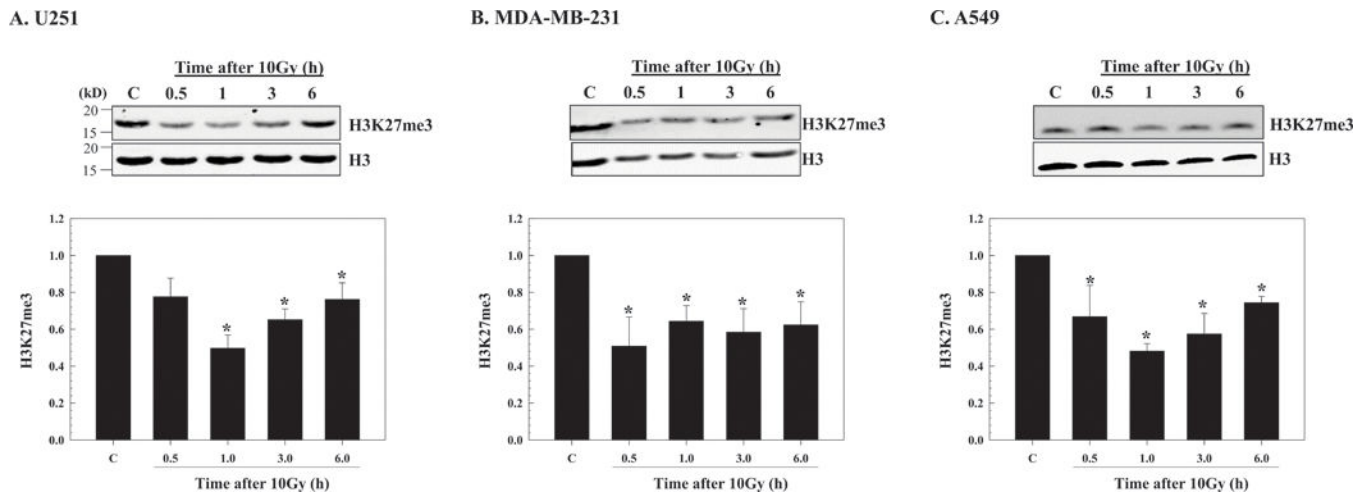 A. U251
Time after 10Gy (h)
(kD) C 0.5 1 3 6
20
15
H3K27me3
20
15
H3
1.2
1.0
0.8
0.6
0.4
0.2
0.0
H3K27me3
*
*
*
C 0.5 1.0 3.0 6.0
Time after 10Gy (h)
B. MDA-MB-231
Time after 10Gy (h)
C 0.5 1 3 6
H3K27me3
H3
1.2
1.0
0.8
0.6
0.4
0.2
0.0
H3K27me3
*
*
*
*
C 0.5 1.0 3.0 6.0
Time after 10Gy (h)
C. A549
Time after 10Gy (h)
C 0.5 1 3 6
H3K27me3
H3
1.2
1.0
0.8
0.6
0.4
0.2
0.0
H3K27me3
*
*
*
*
C 0.5 1.0 3.0 6.0
Time after 10Gy (h)